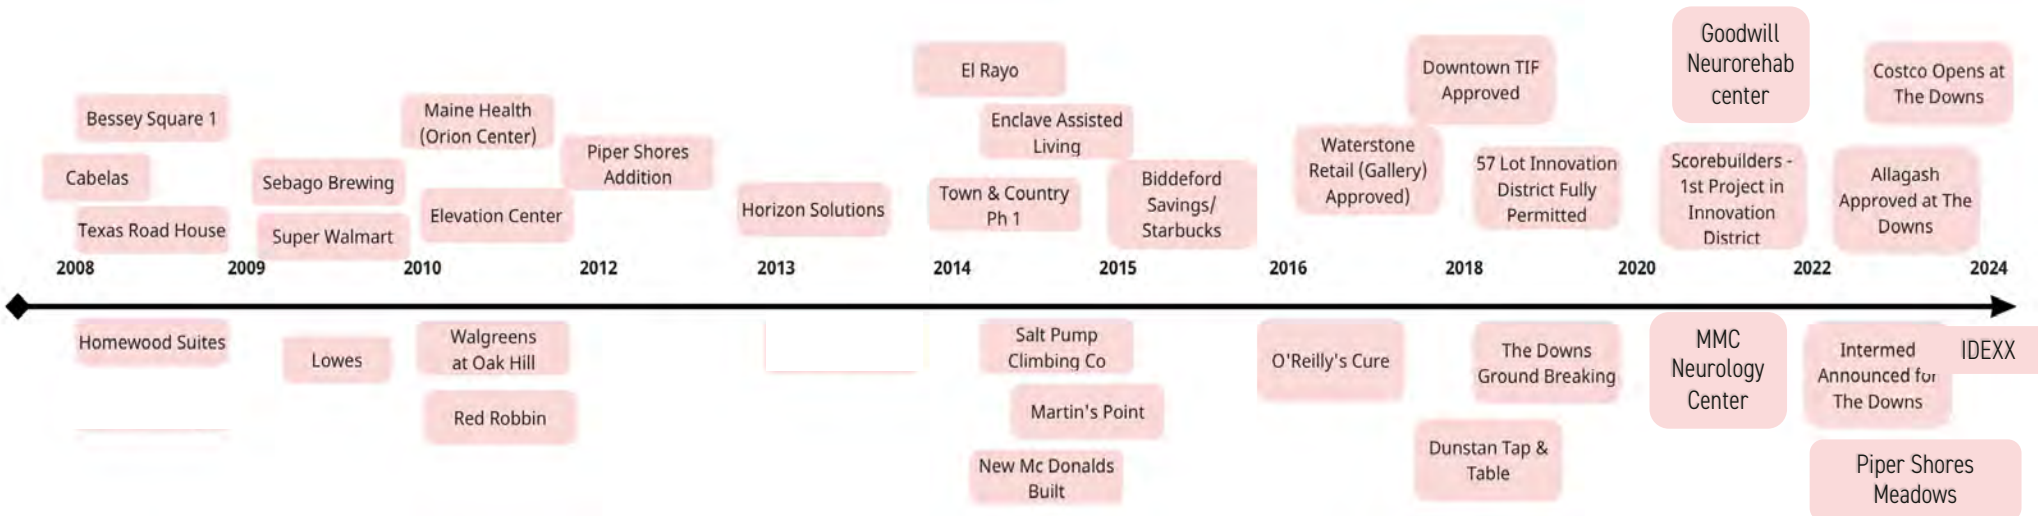 Bessey Square 1
Cabelas
Texas Road House
Sebago Brewing
Super Walmart
Maine Health
(Orion Center)
Elevation Center
Piper Shores
Addition
Horizon Solutions
El Rayo
Enclave Assisted
Living
Town & Country
Ph 1
Biddeford
Savings/
Starbucks
Waterstone
Retail (Gallery)
Approved)
Downtown TIF
Approved
57 Lot Innovation
District Fully
Permitted
Goodwill
Neurorehab
center
Scorebuilders -
1st Project in
Innovation
District
Costco Opens at
The Downs
Allagash
Approved at The
Downs
2008 2009 2010 2012 2013 2014 2015 2016 2018 2020 2022 2024
Homewood Suites
Lowes
Walgreens
at Oak Hill
Red Robbin
Salt Pump
Climbing Co
Martin's Point
New Mc Donalds
Built
O'Reilly's Cure
The Downs
Ground Breaking
Dunstan Tap &
Table
MMC
Neurology
Center
Intermed
Announced for
The Downs
IDEXX
Piper Shores
Meadows